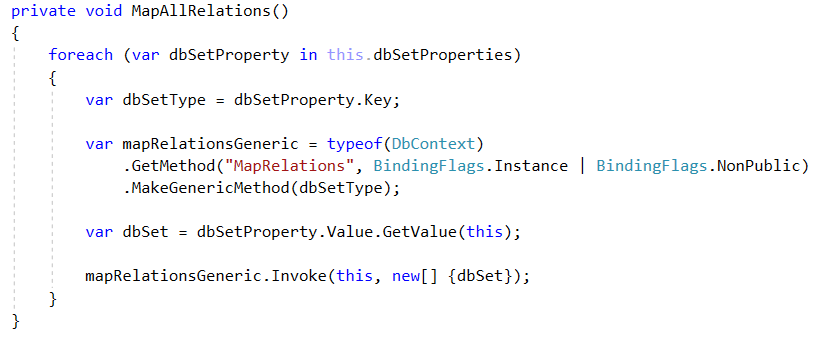 private void MapAllRelations()
{
    foreach (var dbSetProperty in this.dbSetProperties)
    {
        var dbSetType = dbSetProperty.Key;

        var mapRelationsGeneric = typeof(DbContext)
            .GetMethod("MapRelations", BindingFlags.Instance | BindingFlags.NonPublic)
            .MakeGenericMethod(dbSetType);

        var dbSet = dbSetProperty.Value.GetValue(this);

        mapRelationsGeneric.Invoke(this, new[] {dbSet});
    }
}